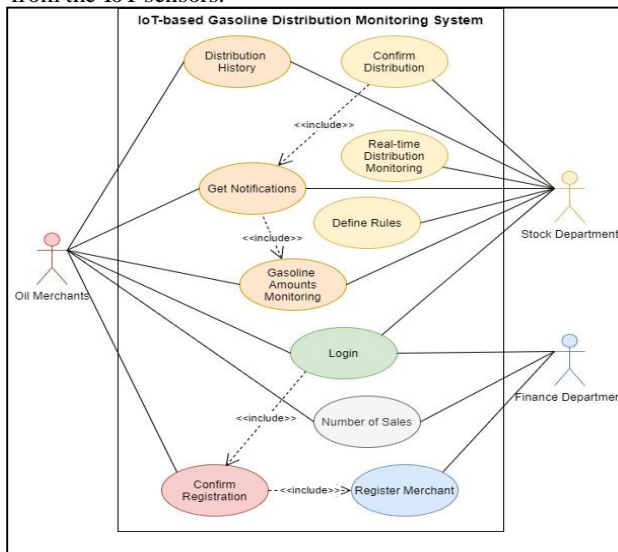 from the IoT sensors.
IoT-based Gasoline Distribution Monitoring System
Distribution
History
Confirm
Distribution
<<include>>
Real-time
Distribution
Monitoring
Get Notifications
Define Rules
Stock Department
<<include>>
Gasoline
Amounts
Monitoring
Oil Merchants
Login
Finance Department
<<include>>
Number of Sales
Confirm
Registration
<<include>>
Register Merchant